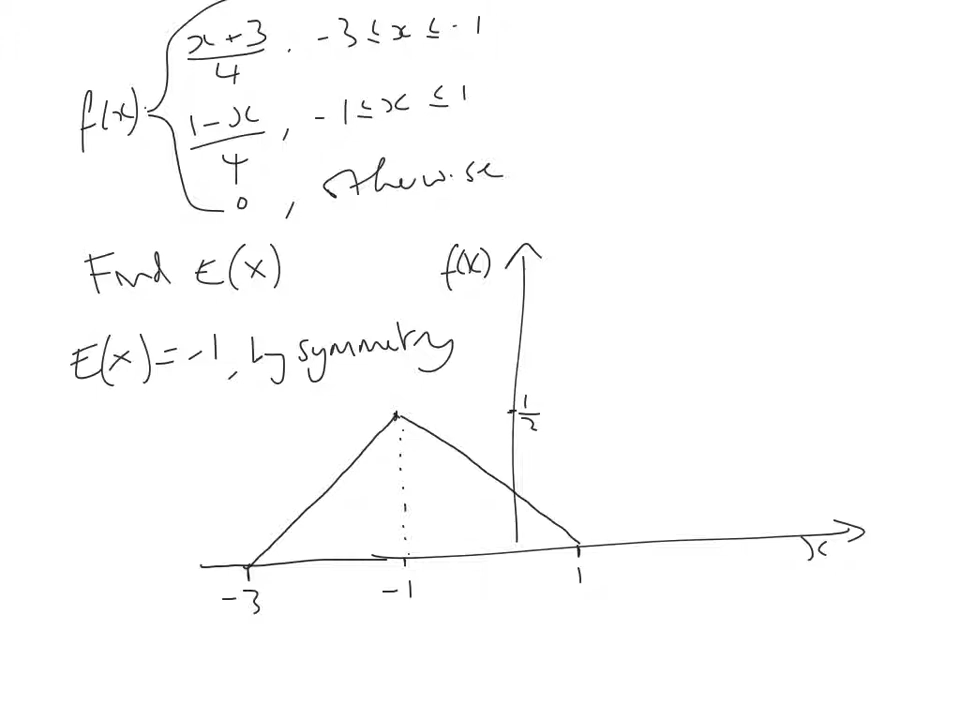 f(x) { x+3/4 , -3 ≤ x ≤ -1
1-x/4 , -1 ≤ x ≤ 1
0 , otherwise
Find E(x)
f(x)
E(x) = -1, by symmetry
1/2
x
-3 -1 1